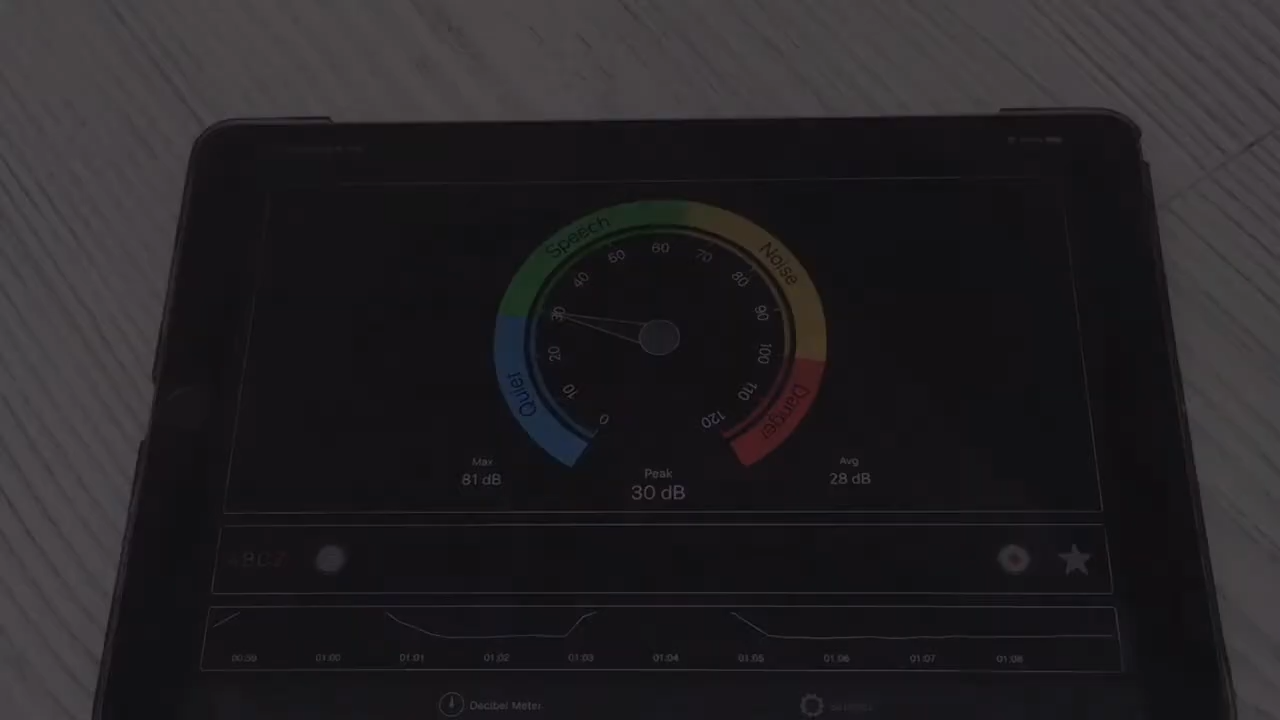 Speech
Noise
Quiet
Danger
0
10
20
30
40
50
60
70
80
90
100
110
120
Max
81 dB
Peak
30 dB
Avg
28 dB
00:59
01:00
01:01
01:02
01:03
01:04
01:05
01:06
01:07
01:08
Decibel Meter